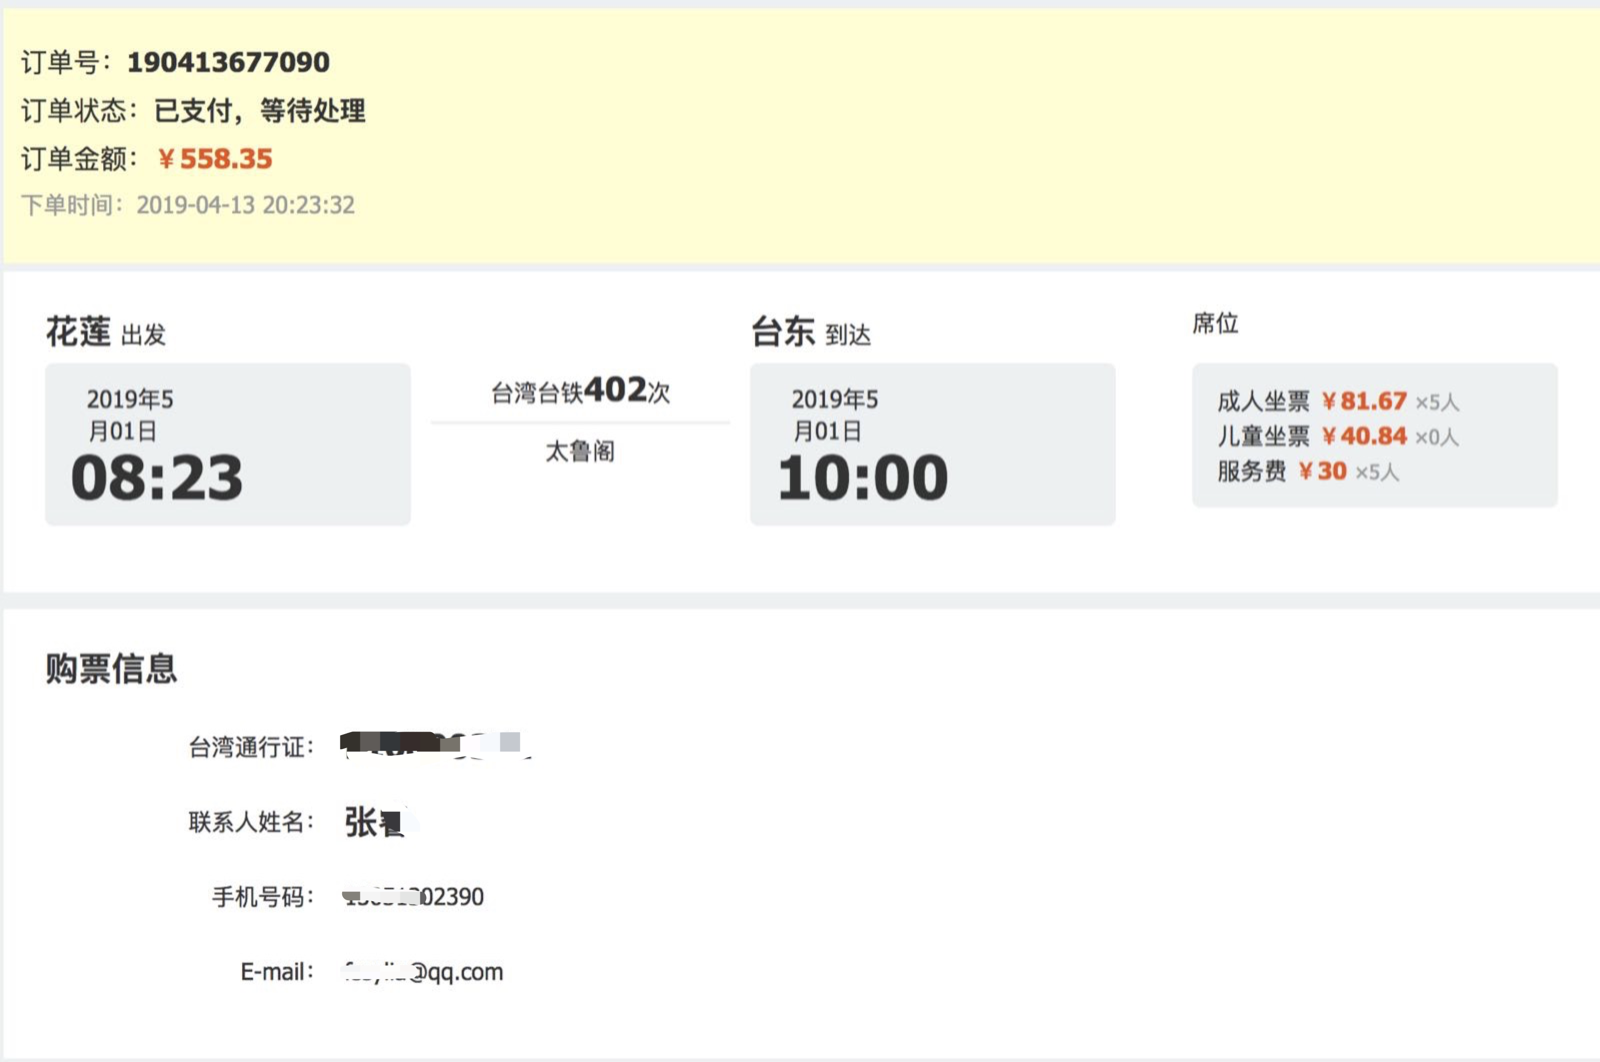 订单号：190413677090
订单状态：已支付，等待处理
订单金额：￥558.35
下单时间：2019-04-13 20:23:32
花莲 出发
2019年5
月01日
08:23
台湾台铁402次
太鲁阁
台东 到达
2019年5
月01日
10:00
席位
成人坐票 ￥81.67 ×5人
儿童坐票 ￥40.84 ×0人
服务费 ￥30 ×5人
购票信息
台湾通行证：
联系人姓名：张
手机号码：02390
E-mail：@qq.com